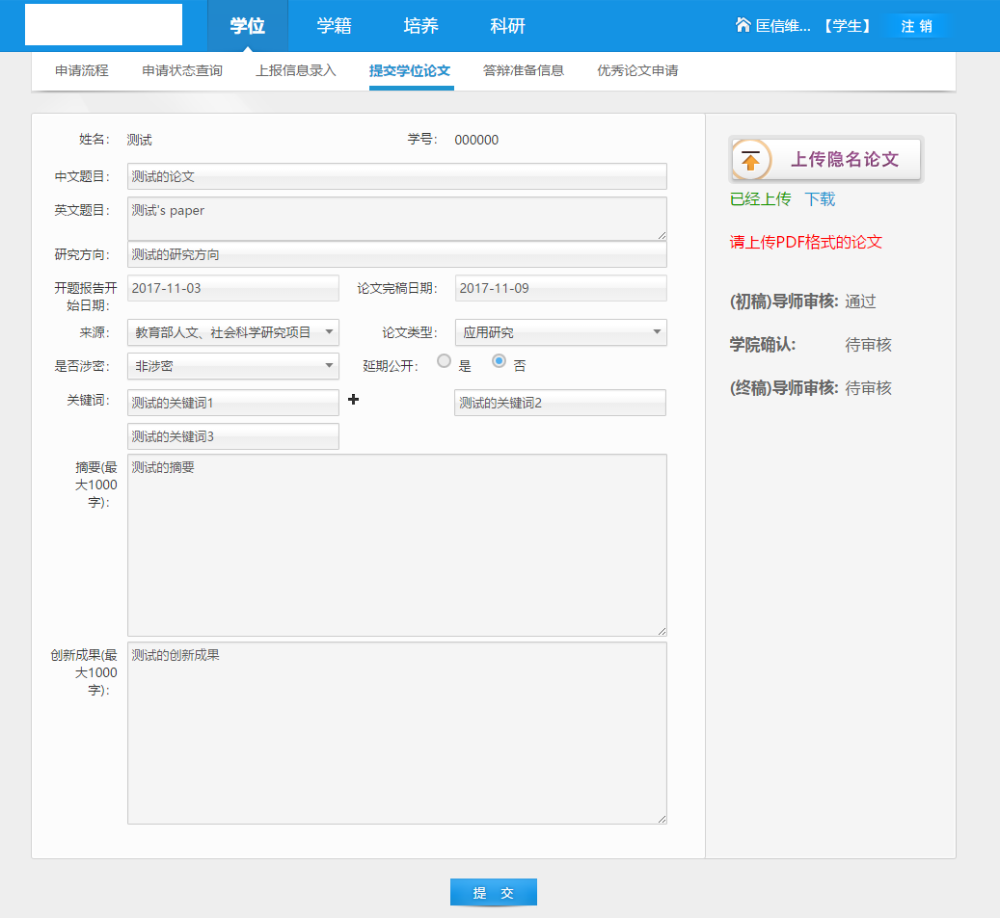 学位 学籍 培养 科研 匡信维... 【学生】 注 销
申请流程 申请状态查询 上报信息录入 提交学位论文 答辩准备信息 优秀论文申请
姓名： 测试 学号： 000000
中文题目： 测试的论文
英文题目： 测试's paper
研究方向： 测试的研究方向
开题报告开
始日期： 2017-11-03 论文完稿日期： 2017-11-09
来源： 教育部人文、社会科学研究项目 论文类型： 应用研究
是否涉密： 非涉密 延期公开： 是 否
关键词： 测试的关键词1 测试的关键词2
测试的关键词3
摘要(最
大1000
字)： 测试的摘要
创新成果(最
大1000
字)： 测试的创新成果
上传隐名论文
已经上传 下载
请上传PDF格式的论文
(初稿)导师审核: 通过
学院确认: 待审核
(终稿)导师审核: 待审核
提 交